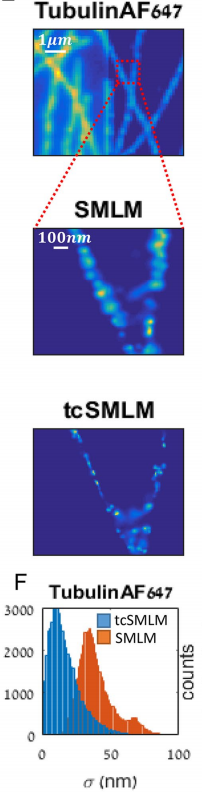 TubulinAF647
1μm
SMLM
100nm
tcSMLM
F
TubulinAF647
3000
tcSMLM
SMLM
2000
1000
0
counts
0 50 100
σ (nm)